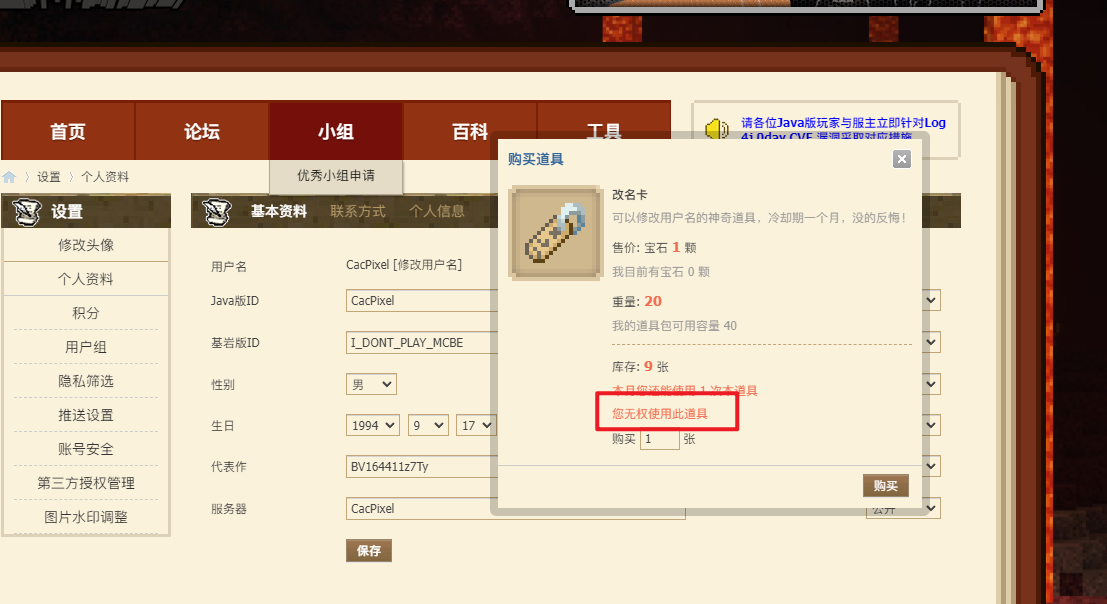 首页
论坛
小组
百科
工具
请各位Java版玩家与服主立即针对Log
4j 0day CVE 漏洞采取对应措施
设置
个人资料
优秀小组申请
设置
修改头像
个人资料
积分
用户组
隐私筛选
推送设置
账号安全
第三方授权管理
图片水印调整
基本资料 联系方式 个人信息
用户名 CacPixel [修改用户名]
Java版ID CacPixel
基岩版ID I_DONT_PLAY_MCBE
性别 男
生日 1994 9 17
代表作 BV164411z7Ty
服务器 CacPixel
公开
保存
购买道具
改名卡
可以修改用户名的神奇道具，冷却期一个月，没的反悔！
售价: 宝石 1 颗
我目前有宝石 0 颗
重量: 20
我的道具包可用容量 40
库存: 9 张
本月您还能使用 1 次本道具
您无权使用此道具
购买 1 张
购买